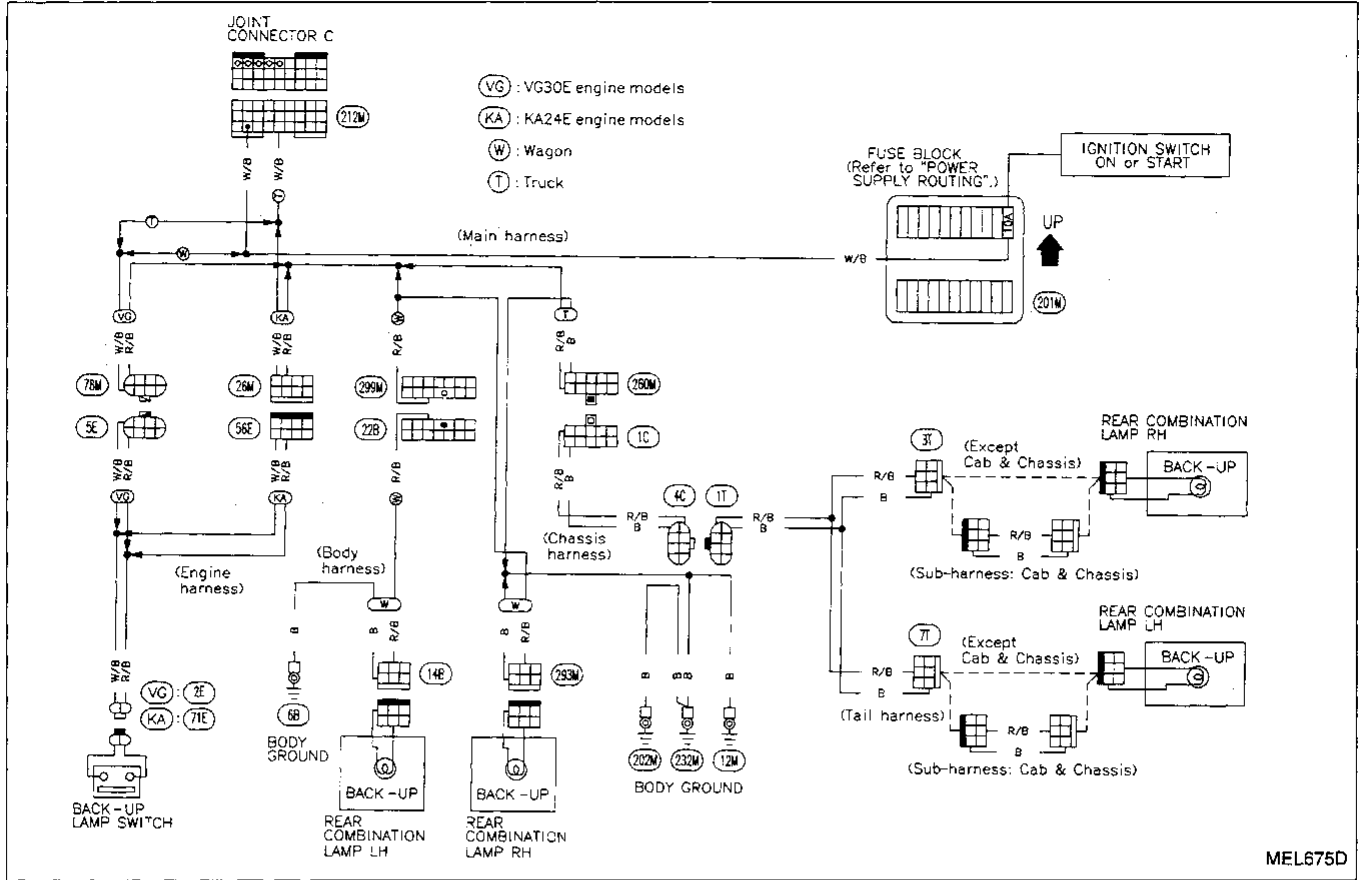 JOINT
CONNECTOR C
212M
VG : VG30E engine models
KA : KA24E engine models
W : Wagon
T : Truck
FUSE BLOCK
(Refer to "POWER
SUPPLY ROUTING".)
IGNITION SWITCH
ON or START
10A
UP
201M
W/B
W/B
T
T
W
(Main harness)
W/B
VG
KA
W
T
W/B
R/B
W/B
R/B
R/B
R/B
B
78M
26M
299M
260M
5E
56E
22B
1C
W/B
R/B
W/B
R/B
R/B
R/B
B
VG
KA
W
(Engine
harness)
(Body
harness)
(Chassis
harness)
R/B
B
4C
1T
R/B
B
R/B
B
3T
(Except
Cab & Chassis)
REAR COMBINATION
LAMP RH
BACK-UP
R/B
B
(Sub-harness: Cab & Chassis)
W
W
B
B
R/B
B
R/B
B
B
B
B
W/B
R/B
VG : 2E
KA : 71E
6B
BODY
GROUND
14B
293M
202M
232M
12M
BODY GROUND
R/B
B
7T
(Except
Cab & Chassis)
REAR COMBINATION
LAMP LH
BACK-UP
(Tail harness)
R/B
B
(Sub-harness: Cab & Chassis)
BACK-UP
LAMP SWITCH
BACK-UP
REAR
COMBINATION
LAMP LH
BACK-UP
REAR
COMBINATION
LAMP RH
MEL675D